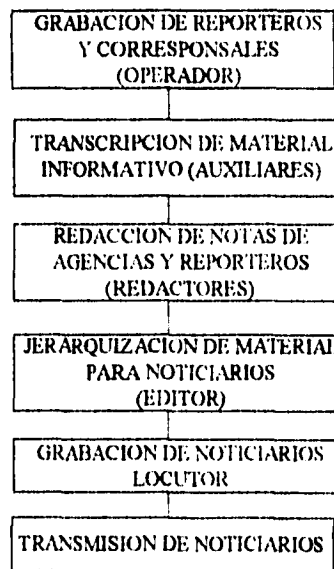 GRABACION DE REPORTEROS
Y CORRESPONSALES
(OPERADOR)
TRANSCRIPCION DE MATERIAL
INFORMATIVO (AUXILIARES)
REDACCION DE NOTAS DE
AGENCIAS Y REPORTEROS
(REDACTORES)
JERARQUIZACION DE MATERIAL
PARA NOTICIARIOS
(EDITOR)
GRABACION DE NOTICIARIOS
LOCUTOR
TRANSMISION DE NOTICIARIOS